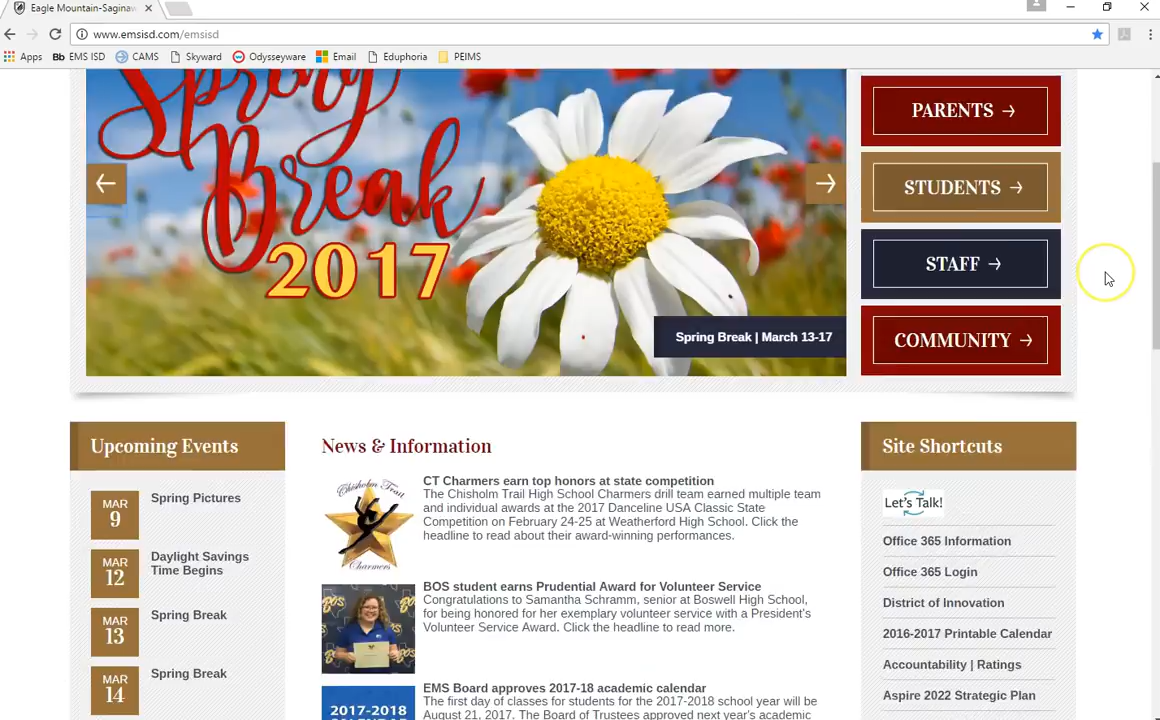 Eagle Mountain-Saginaw
www.emsisd.com/emsisd
Apps
Bb EMS ISD
CAMS
Skyward
Odysseyware
Email
Eduphoria
PEIMS
Spring
Break
2017
Spring Break | March 13-17
PARENTS
STUDENTS
STAFF
COMMUNITY
Upcoming Events
MAR
9
Spring Pictures
MAR
12
Daylight Savings
Time Begins
MAR
13
Spring Break
MAR
14
Spring Break
News & Information
Chisholm Trail
Charmers
CT Charmers earn top honors at state competition
The Chisholm Trail High School Charmers drill team earned multiple team
and individual awards at the 2017 Danceline USA Classic State
Competition on February 24-25 at Weatherford High School. Click the
headline to read about their award-winning performances.
BOS student earns Prudential Award for Volunteer Service
Congratulations to Samantha Schramm, senior at Boswell High School,
for being honored for her exemplary volunteer service with a President's
Volunteer Service Award. Click the headline to read more.
2017-2018
CALENDAR
EMS Board approves 2017-18 academic calendar
The first day of classes for students for the 2017-2018 school year will be
August 21, 2017. The Board of Trustees approved next year's academic
Site Shortcuts
Let's Talk!
Office 365 Information
Office 365 Login
District of Innovation
2016-2017 Printable Calendar
Accountability | Ratings
Aspire 2022 Strategic Plan